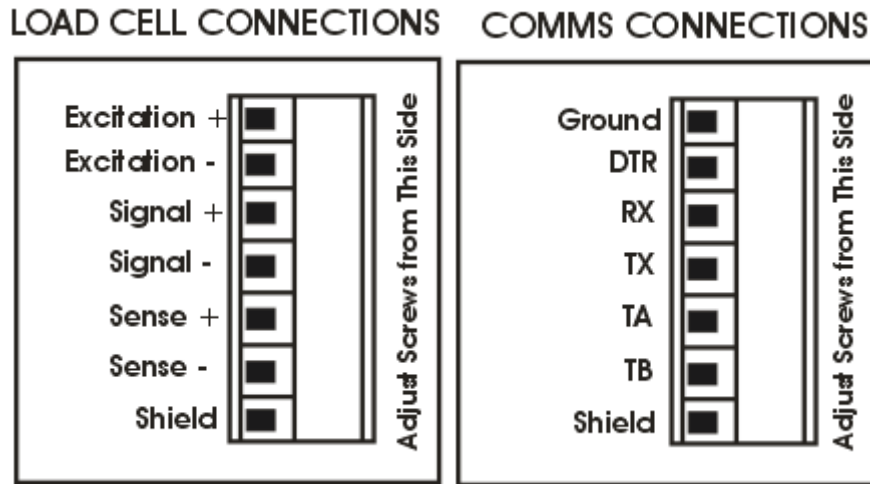 LOAD CELL CONNECTIONS
Excitation +
Excitation -
Signal +
Signal -
Sense +
Sense -
Shield
Adjust Screws from This Side
COMMS CONNECTIONS
Ground
DTR
RX
TX
TA
TB
Shield
Adjust Screws from This Side